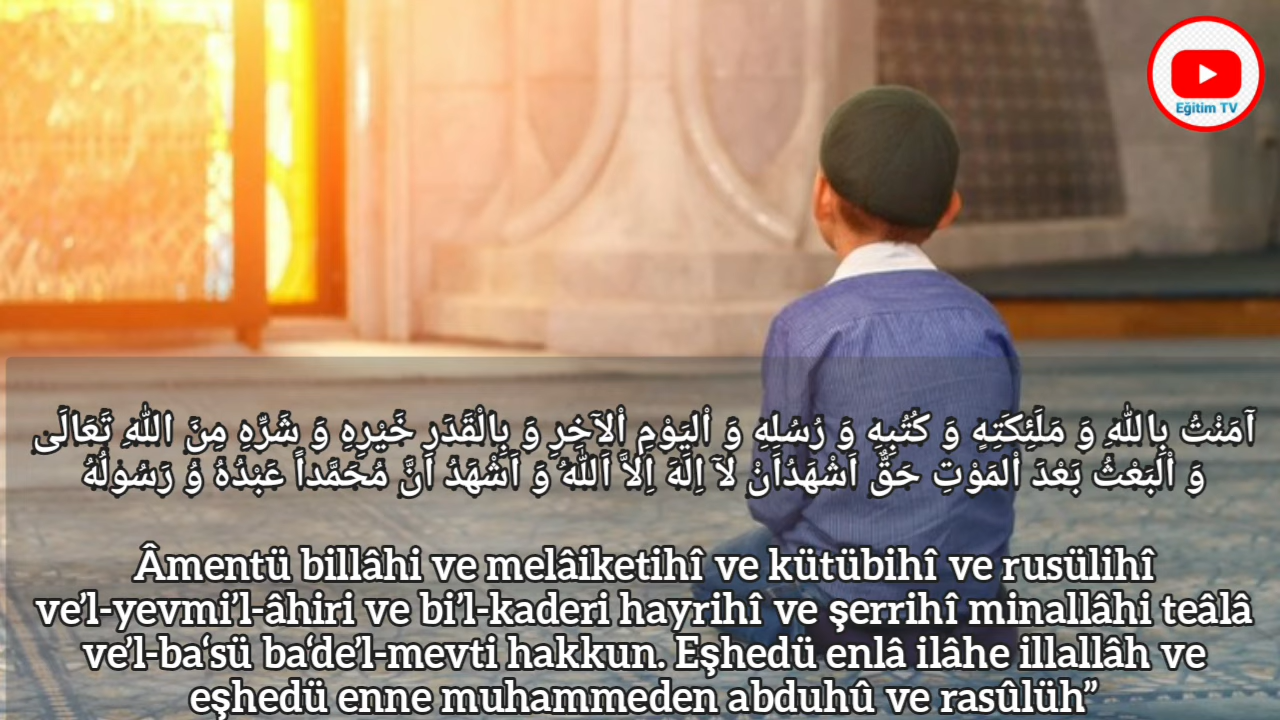 Eğitim TV
آمَنْتُ بِاللّٰهِ وَ مَلَئِكَتِهِ وَ كُتُبِهِ وَ رُسُلِهِ وَ اْليَوْمِ اْلآخِرِ وَ بِالْقَدَرِ خَيْرِهِ وَ شَرِّهِ مِنَ اللّٰهِ تَعَالَى
وَ اْلبَعْثُ بَعْدَ اْلمَوْتِ حَقٌّ اَشْهَدُاَنْ لآَ اِلَهَ اِلاَّ اَللّٰهُ وَ اَشْهَدُ اَنَّ مُحَمَّداً عَبْدُهُ وُ رَسُولُهُ
Âmentü billâhi ve melâiketihî ve kütübihî ve rusülihî
ve’l-yevmi’l-âhiri ve bi’l-kaderi hayrihî ve şerrihî minallâhi teâlâ
ve’l-ba‘sü ba‘de’l-mevti hakkun. Eşhedü enlâ ilâhe illallâh ve
eşhedü enne muhammeden abduhû ve rasûlüh”